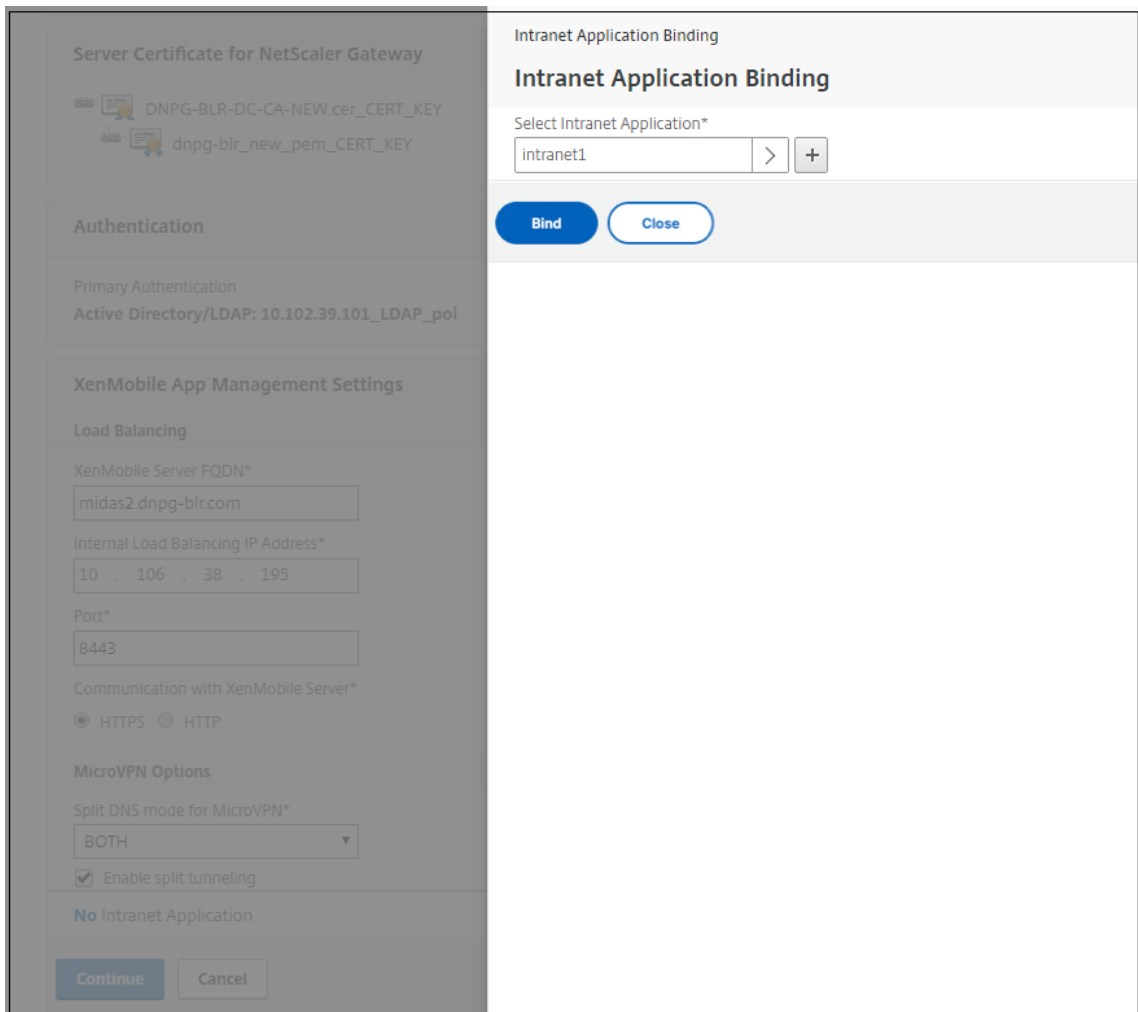 Server Certificate for NetScaler Gateway
DNPG-BLR-DC-CA-NEW.cer_CERT_KEY
dnpg-blr_new_pem_CERT_KEY
Authentication
Primary Authentication
Active Directory/LDAP: 10.102.39.101_LDAP_pol
XenMobile App Management Settings
Load Balancing
XenMobile Server FQDN*
midas2.dnpg-blr.com
Internal Load Balancing IP Address*
10 . 106 . 38 . 195
Port*
8443
Communication with XenMobile Server*
HTTPS HTTP
MicroVPN Options
Split DNS mode for MicroVPN*
BOTH
Enable split tunneling
No Intranet Application
Continue Cancel
Intranet Application Binding
Intranet Application Binding
Select Intranet Application*
intranet1
Bind Close